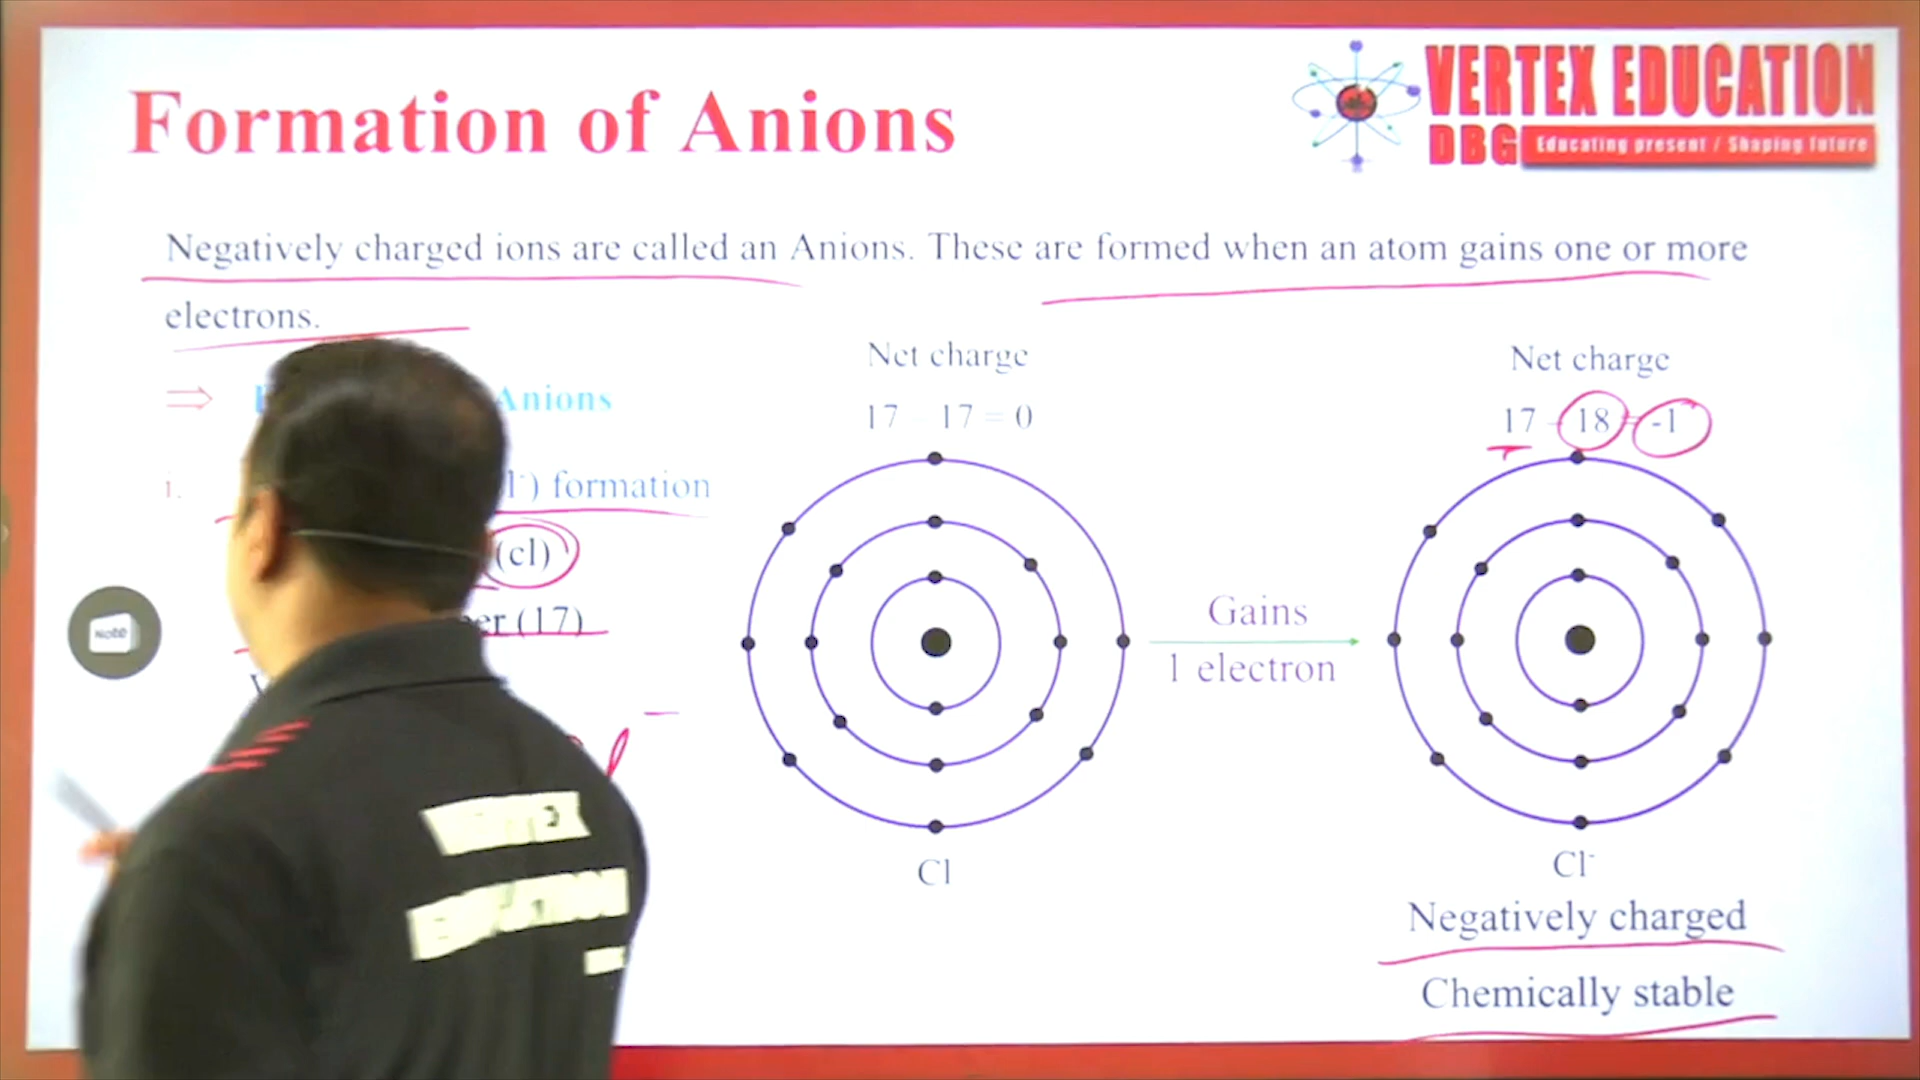 Formation of Anions
VERTEX EDUCATION
DBG Educating present / Shaping future
Negatively charged ions are called an Anions. These are formed when an atom gains one or more
electrons.
⇒ Anions
i. formation
(cl)
(17)
Net charge
17 - 17 = 0
Cl
Gains
1 electron
Net charge
17 - 18 = -1
Cl⁻
Negatively charged
Chemically stable